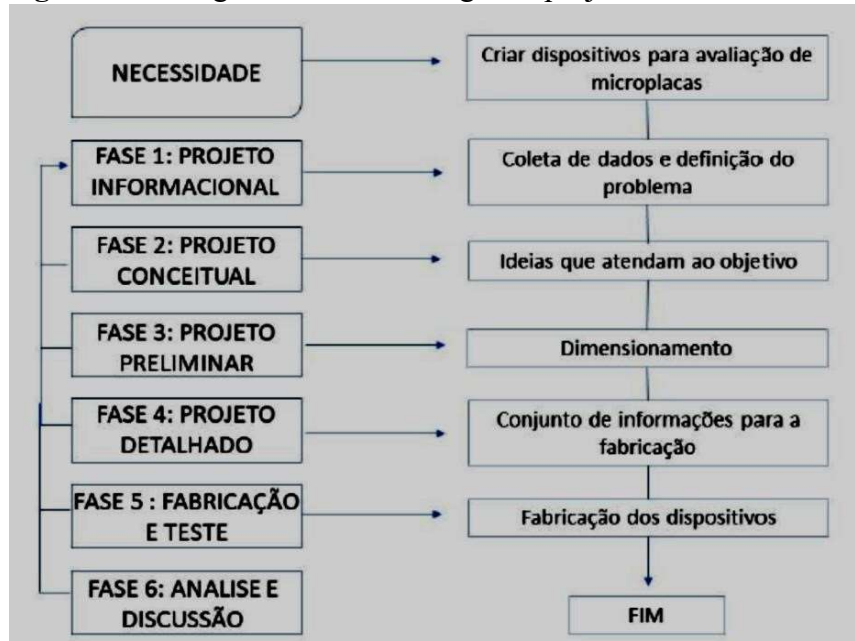 NECESSIDADE
Criar dispositivos para avaliação de
microplacas
FASE 1: PROJETO
INFORMACIONAL
Coleta de dados e definição do
problema
FASE 2: PROJETO
CONCEITUAL
Ideias que atendam ao objetivo
FASE 3: PROJETO
PRELIMINAR
Dimensionamento
FASE 4: PROJETO
DETALHADO
Conjunto de informações para a
fabricação
FASE 5 : FABRICAÇÃO
E TESTE
Fabricação dos dispositivos
FASE 6: ANALISE E
DISCUSSÃO
FIM